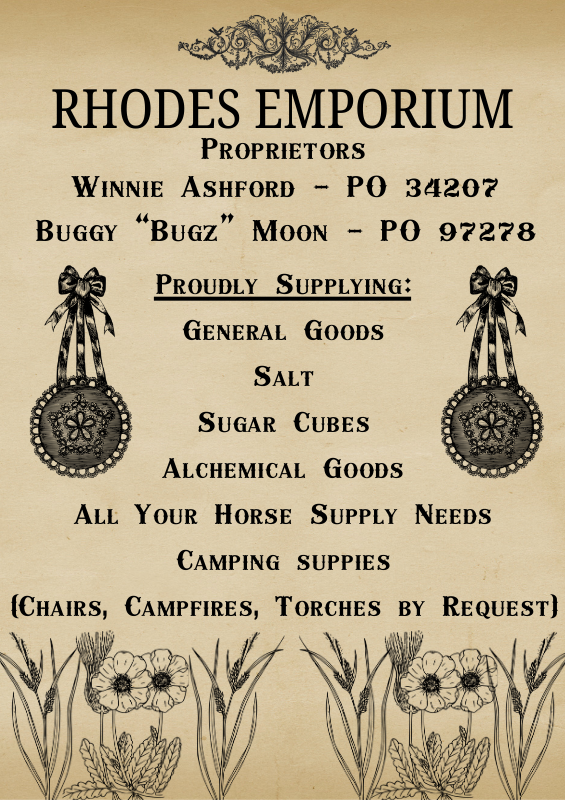 RHODES EMPORIUM
Proprietors
Winnie Ashford - PO 34207
Buggy "Bugz" Moon - PO 97278
Proudly Supplying:
General Goods
Salt
Sugar Cubes
Alchemical Goods
All Your Horse Supply Needs
Camping suppies
(Chairs, Campfires, Torches by Request)